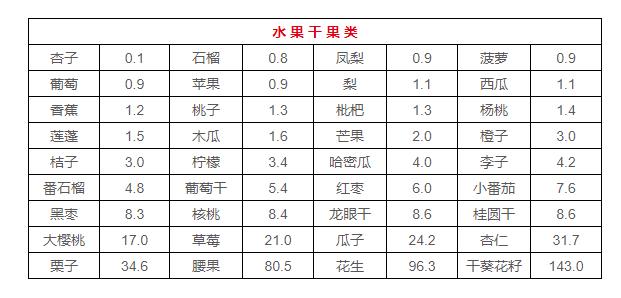 水果干果类
杏子 0.1 石榴 0.8 凤梨 0.9 菠萝 0.9
葡萄 0.9 苹果 0.9 梨 1.1 西瓜 1.1
香蕉 1.2 桃子 1.3 枇杷 1.3 杨桃 1.4
莲蓬 1.5 木瓜 1.6 芒果 2.0 橙子 3.0
桔子 3.0 柠檬 3.4 哈密瓜 4.0 李子 4.2
番石榴 4.8 葡萄干 5.4 红枣 6.0 小番茄 7.6
黑枣 8.3 核桃 8.4 龙眼干 8.6 桂圆干 8.6
大樱桃 17.0 草莓 21.0 瓜子 24.2 杏仁 31.7
栗子 34.6 腰果 80.5 花生 96.3 干葵花籽 143.0